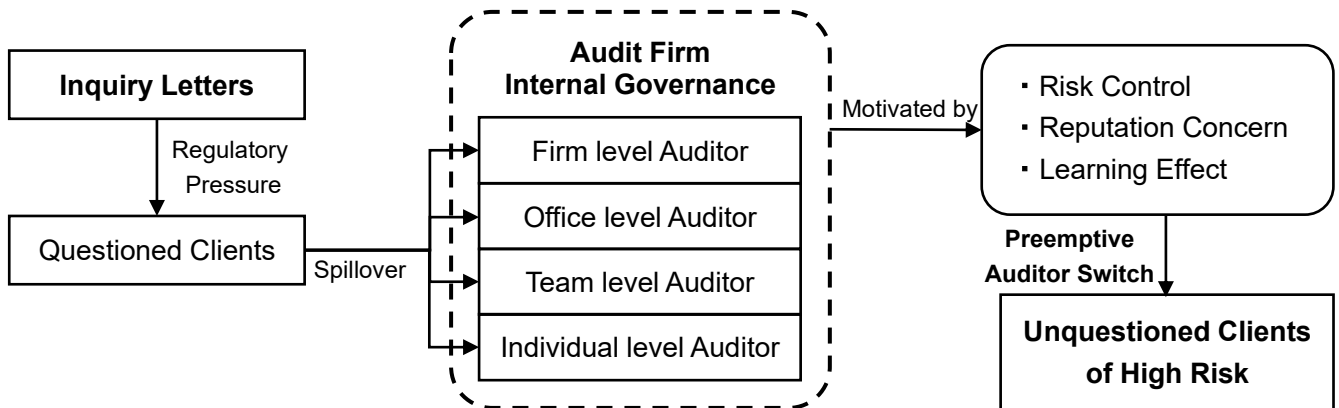 Inquiry Letters
Regulatory
Pressure
Questioned Clients
Spillover
Audit Firm
Internal Governance
Firm level Auditor
Office level Auditor
Team level Auditor
Individual level Auditor
Motivated by
・Risk Control
・Reputation Concern
・Learning Effect
Preemptive
Auditor Switch
Unquestioned Clients
of High Risk